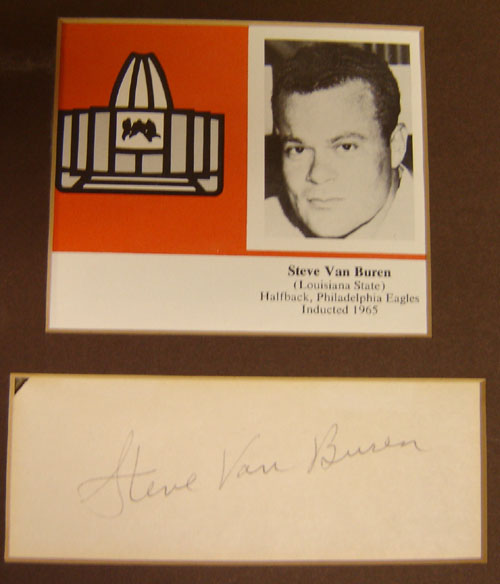 Steve Van Buren
(Louisiana State)
Halfback, Philadelphia Eagles
Inducted 1965
Steve Van Buren